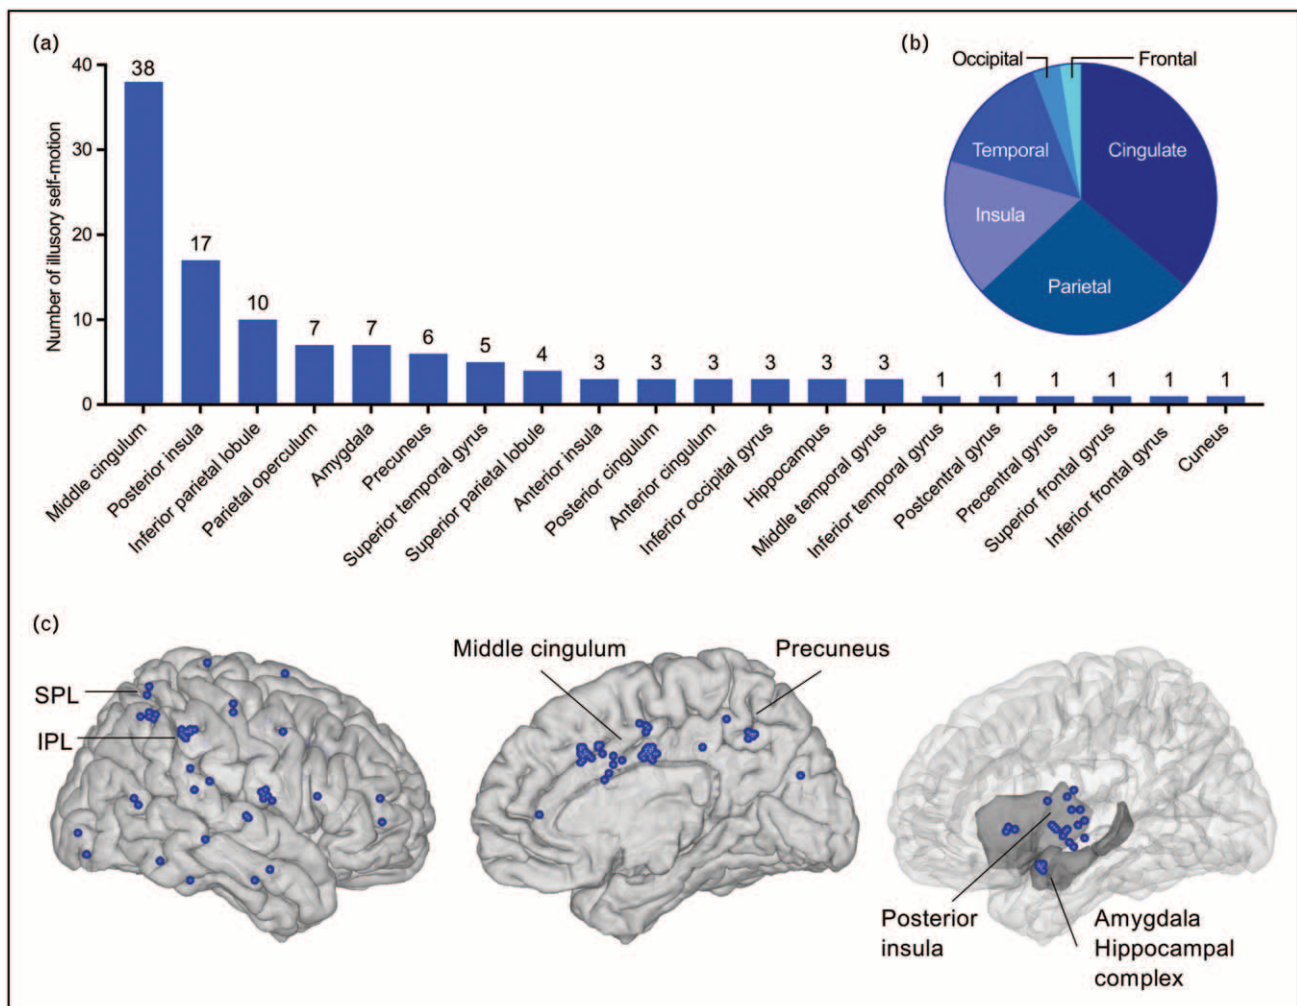 (a)
Number of illusory self-motion
40
30
20
10
0
38
17
10
7
7
6
5
4
3
3
3
3
3
3
1
1
1
1
1
1
Middle cingulum
Posterior insula
Inferior parietal lobule
Parietal operculum
Amygdala
Precuneus
Superior temporal gyrus
Superior parietal lobule
Anterior insula
Posterior cingulum
Anterior cingulum
Inferior occipital gyrus
Hippocampus
Middle temporal gyrus
Inferior temporal gyrus
Postcentral gyrus
Precentral gyrus
Superior frontal gyrus
Inferior frontal gyrus
Cuneus
(b)
Occipital
Frontal
Temporal
Cingulate
Insula
Parietal
(c)
SPL
IPL
Middle cingulum
Precuneus
Posterior
insula
Amygdala
Hippocampal
complex